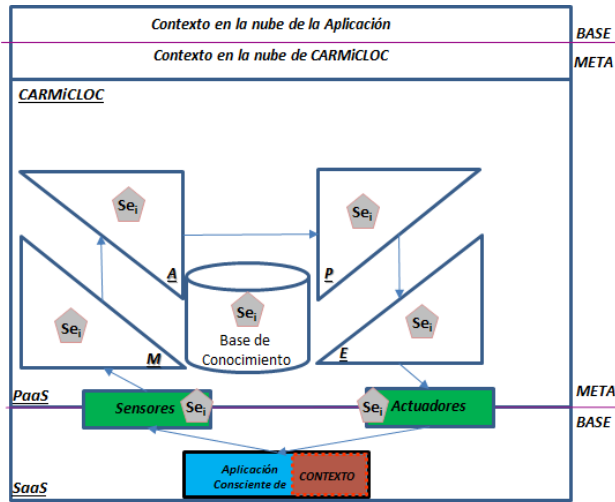 Contexto en la nube de la Aplicación
BASE
Contexto en la nube de CARMiCLOC
META
CARMiCLOC
Sei
Sei
A
P
Sei
Sei
Sei
Base de
Conocimiento
M
E
PaaS
META
Sensores
Sei
Sei
Actuadores
BASE
Aplicación
Consciente de
CONTEXTO
SaaS